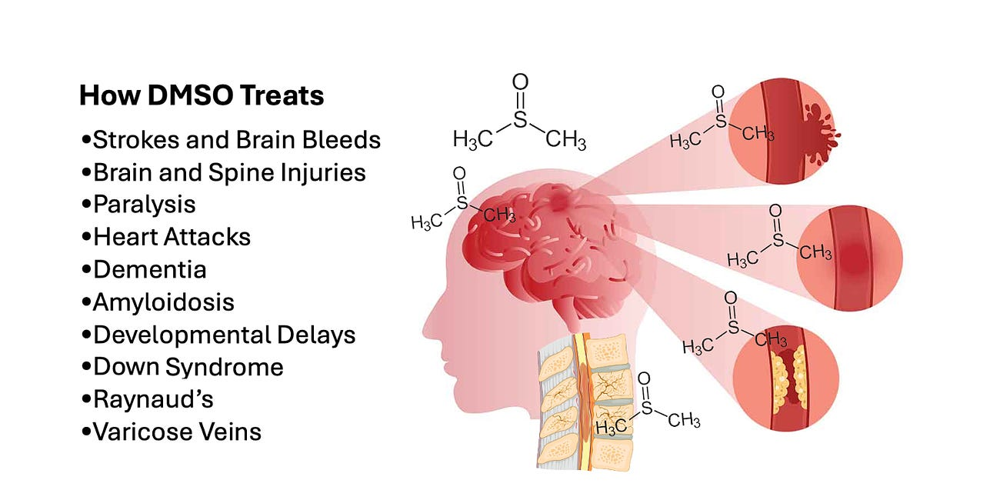 How DMSO Treats
•Strokes and Brain Bleeds
•Brain and Spine Injuries
•Paralysis
•Heart Attacks
•Dementia
•Amyloidosis
•Developmental Delays
•Down Syndrome
•Raynaud’s
•Varicose Veins
O
S
H₃C CH₃
O
S
H₃C CH₃
O
S
H₃C CH₃
O
S
H₃C CH₃
O
S
H₃C CH₃
O
S
H₃C CH₃